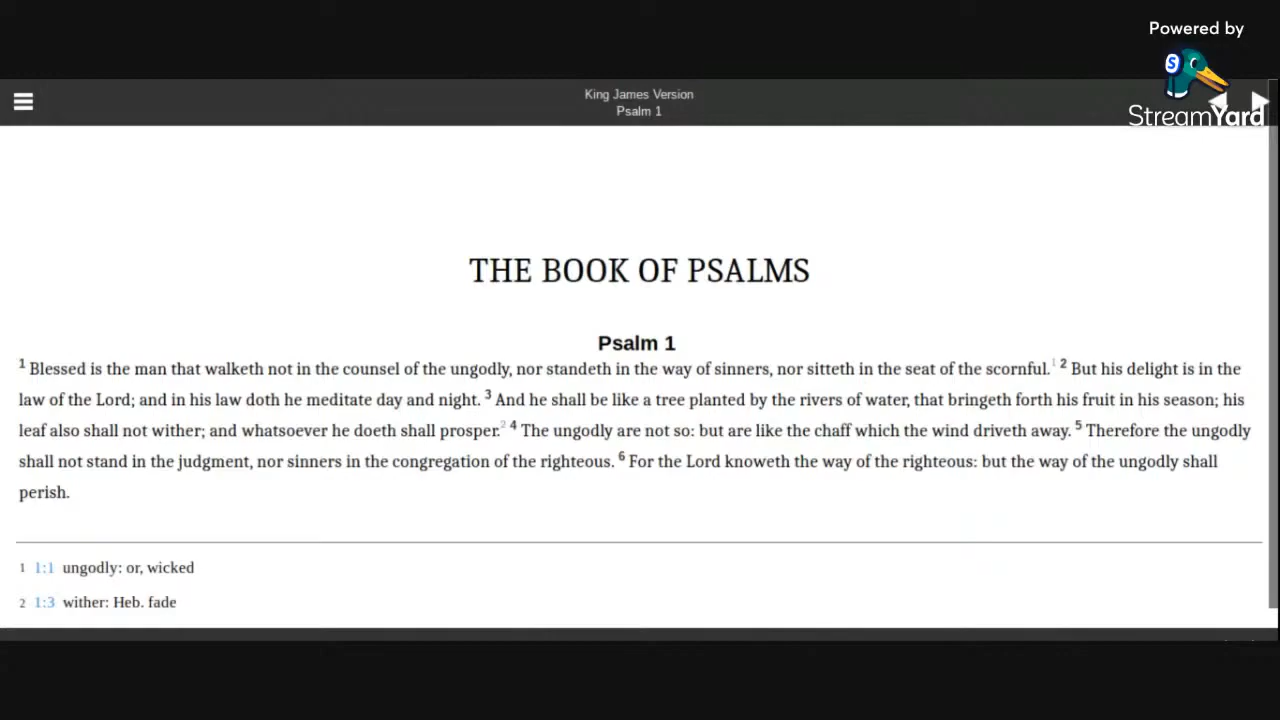 Powered by
StreamYard
King James Version
Psalm 1
THE BOOK OF PSALMS
Psalm 1
1 Blessed is the man that walketh not in the counsel of the ungodly, nor standeth in the way of sinners, nor sitteth in the seat of the scornful.1 2 But his delight is in the
law of the Lord; and in his law doth he meditate day and night. 3 And he shall be like a tree planted by the rivers of water, that bringeth forth his fruit in his season; his
leaf also shall not wither; and whatsoever he doeth shall prosper.2 4 The ungodly are not so: but are like the chaff which the wind driveth away. 5 Therefore the ungodly
shall not stand in the judgment, nor sinners in the congregation of the righteous. 6 For the Lord knoweth the way of the righteous: but the way of the ungodly shall
perish.
1 1:1 ungodly: or, wicked
2 1:3 wither: Heb. fade